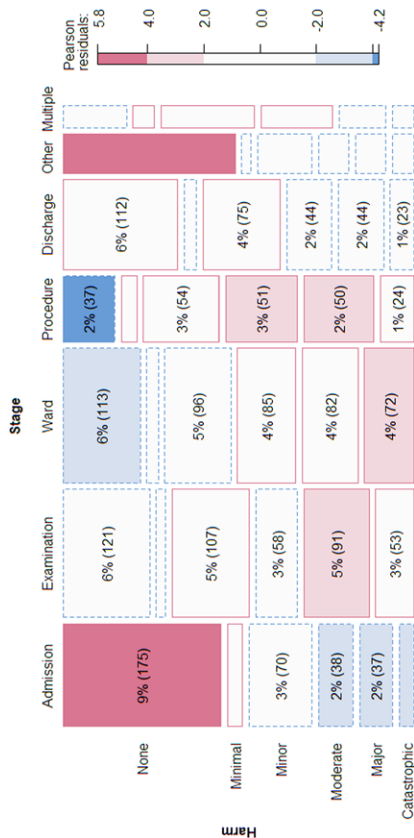 Stage
Admission Examination Ward Procedure Discharge Other Multiple
Harm
None
Minimal
Minor
Moderate
Major
Catastrophic
9% (175) 6% (121) 6% (113) 2% (37) 6% (112)
3% (70) 5% (107) 5% (96) 3% (54) 4% (75)
2% (38) 3% (58) 4% (85) 3% (51) 2% (44)
2% (37) 5% (91) 4% (82) 2% (50) 2% (44)
3% (53) 4% (72) 1% (24) 1% (23)
Pearson
residuals:
5.8
4.0
2.0
0.0
-2.0
-4.2